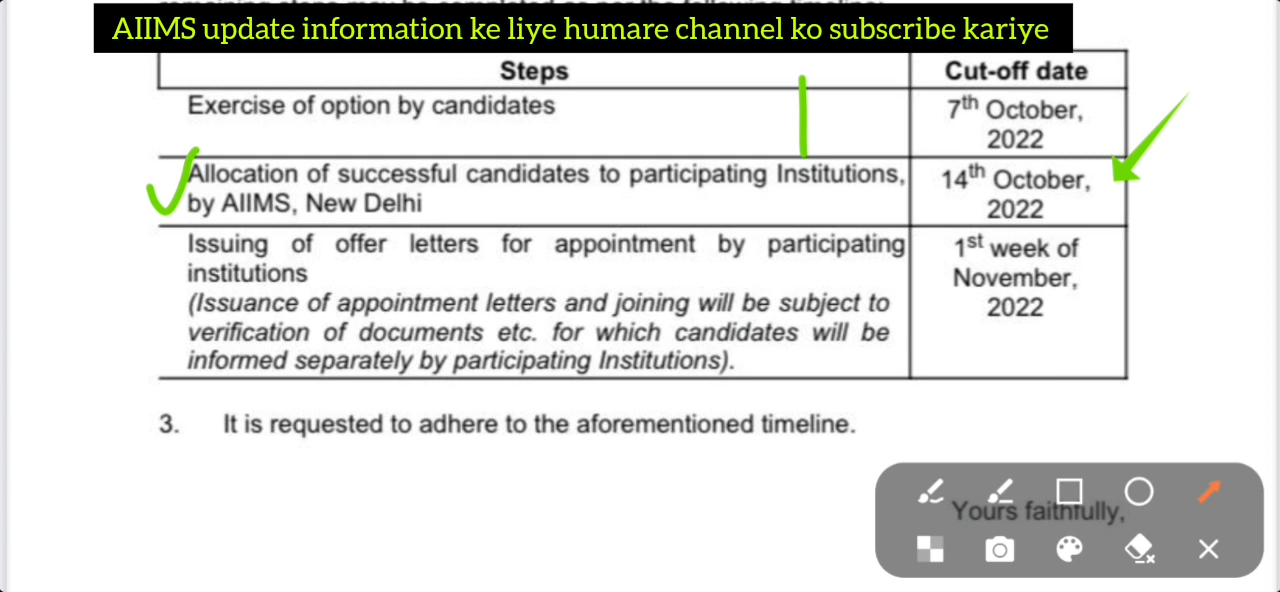 AIIMS update information ke liye humare channel ko subscribe kariye
Steps
Cut-off date
Exercise of option by candidates
7th October,
2022
Allocation of successful candidates to participating Institutions,
by AIIMS, New Delhi
14th October,
2022
Issuing of offer letters for appointment by participating
institutions
(Issuance of appointment letters and joining will be subject to
verification of documents etc. for which candidates will be
informed separately by participating Institutions).
1st week of
November,
2022
3. It is requested to adhere to the aforementioned timeline.
Yours faithfully,